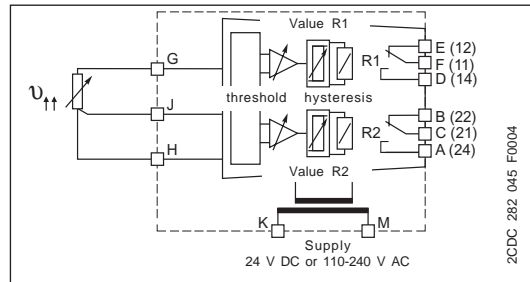 Value R1
G
R1
E (12)
F (11)
D (14)
υ↑↑
J
threshold hysteresis
B (22)
R2
C (21)
A (24)
H
Value R2
K
M
Supply
24 V DC or 110-240 V AC
2CDC 282 045 F0004